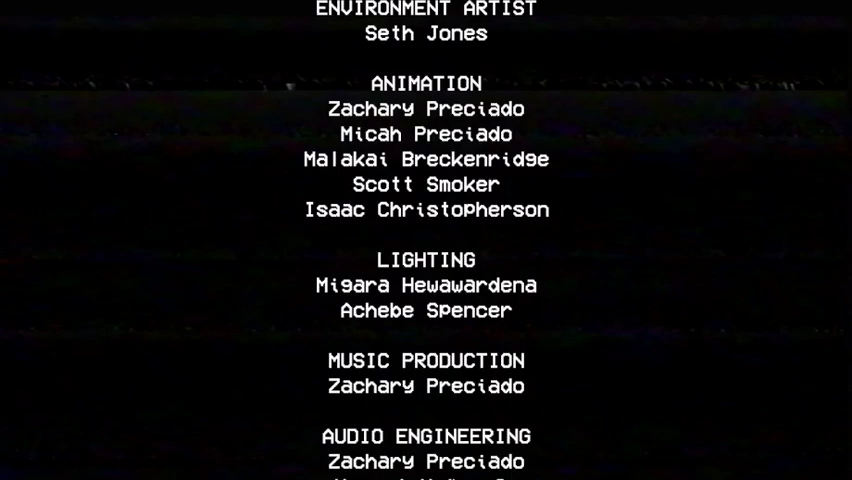 ENVIRONMENT ARTIST
Seth Jones
ANIMATION
Zachary Preciado
Micah Preciado
Malakai Breckenridge
Scott Smoker
Isaac Christopherson
LIGHTING
Migara Hewawardena
Achebe Spencer
MUSIC PRODUCTION
Zachary Preciado
AUDIO ENGINEERING
Zachary Preciado